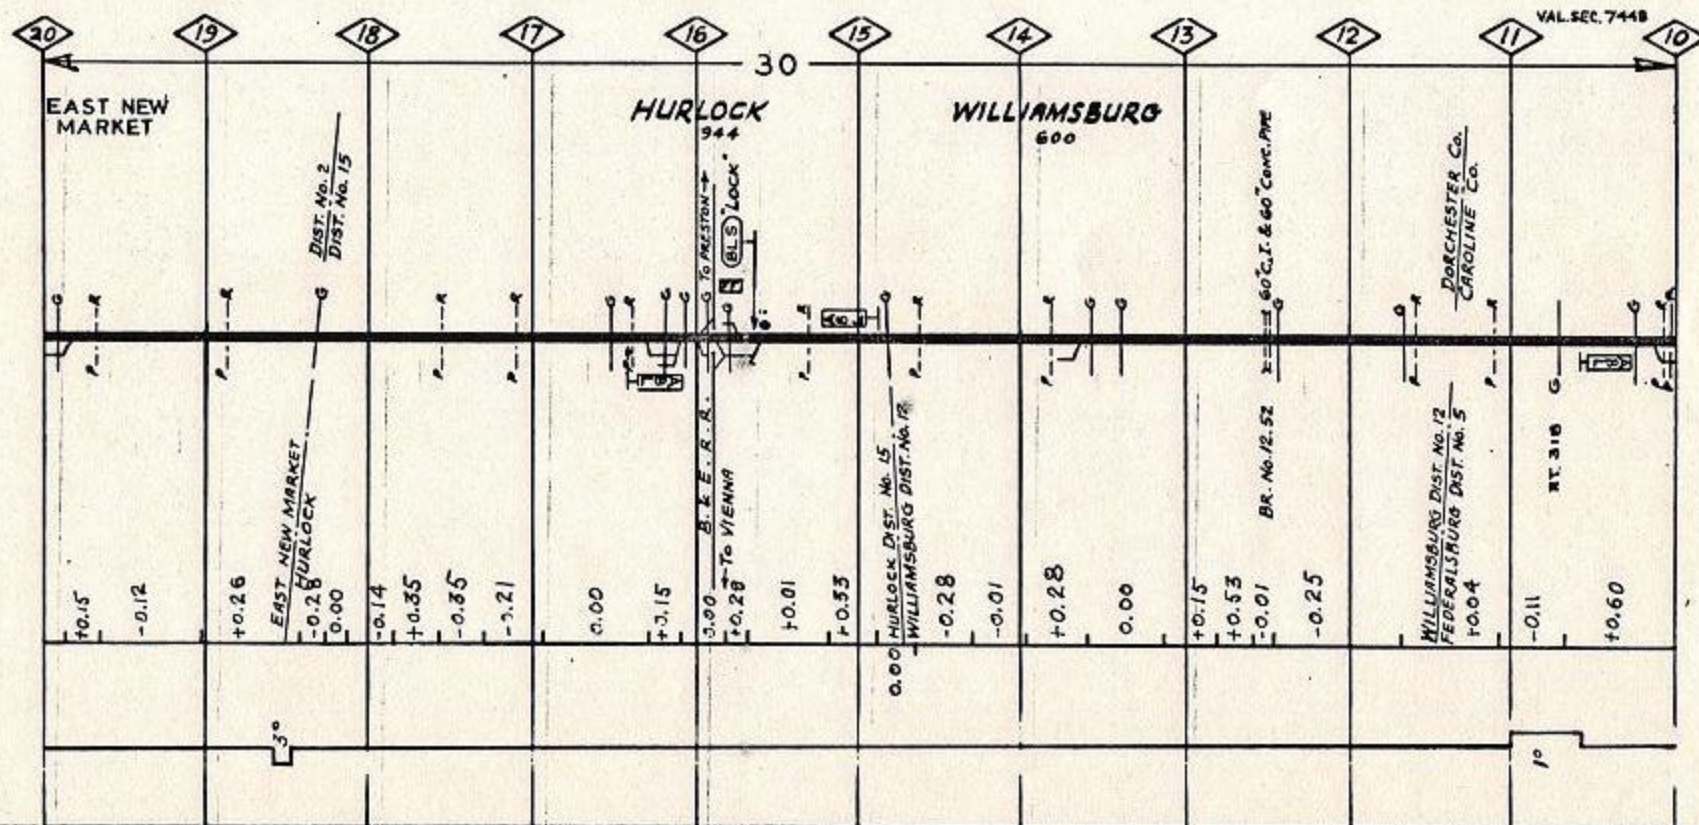 VAL. SEC. 744B
20 19 18 17 16 15 14 13 12 11 10
30
EAST NEW
MARKET
HURLOCK
944
WILLIAMSBURG
600
DIST. No. 2
DIST. No. 15
TO PRESTON →
BLS "LOCK"
60" C.I. & 60" CONC. PIPE
DORCHESTER Co.
CAROLINE Co.
G R R G R R G R G G G G R G R R G G G G R R G R
P P P P P P P P P P
EAST NEW MARKET
HURLOCK
B. & E. R. R.
← TO VIENNA
HURLOCK DIST. No. 15
WILLIAMSBURG DIST. No. 12
BR. No. 12.52
WILLIAMSBURG DIST. No. 12
FEDERALSBURG DIST. No. 5
RT. 318 G
+0.15 -0.12 +0.26 -0.28 0.00 -0.14 +0.35 -0.35 -0.21 0.00 +0.15 0.00 +0.28 +0.01 +0.33 0.00 -0.28 -0.01 +0.28 0.00 +0.15 +0.53 -0.01 -0.25 +0.04 -0.11 +0.60
3°
1°